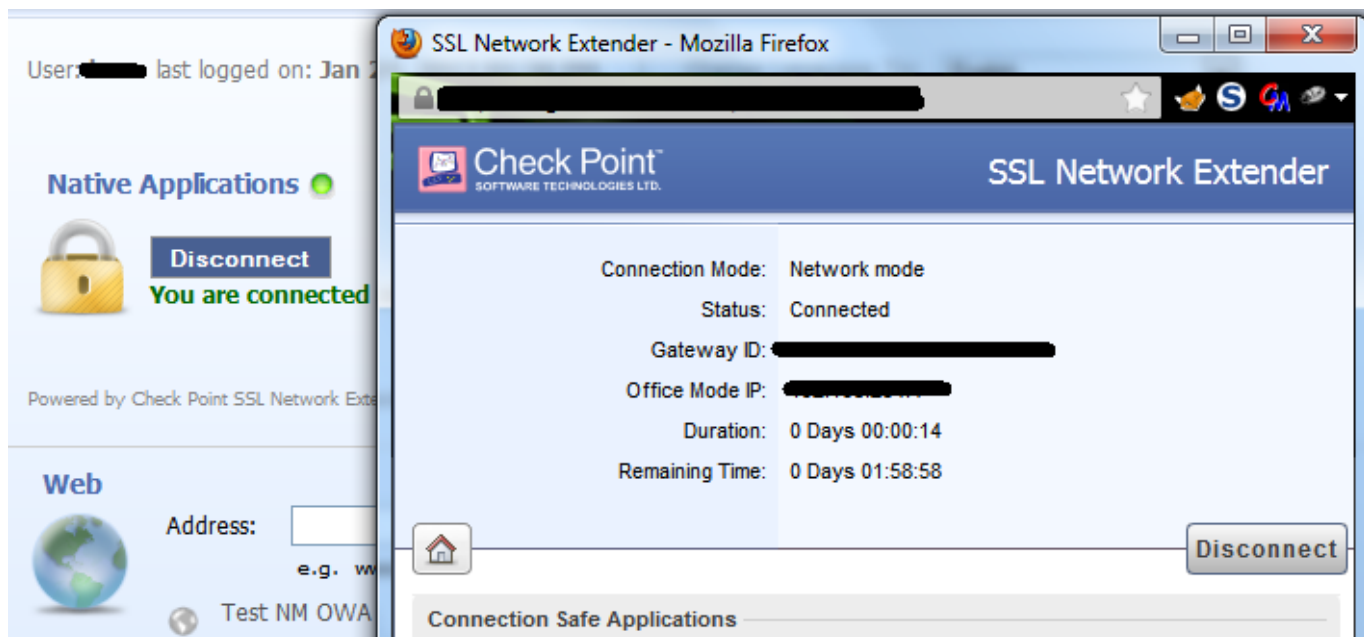 User: last logged on: Jan 2
Native Applications
Disconnect
You are connected
Powered by Check Point SSL Network Exte
Web
Address:
e.g. ww
Test NM OWA
SSL Network Extender - Mozilla Firefox
Check Point™
SOFTWARE TECHNOLOGIES LTD.
SSL Network Extender
Connection Mode: Network mode
Status: Connected
Gateway ID:
Office Mode IP:
Duration: 0 Days 00:00:14
Remaining Time: 0 Days 01:58:58
Disconnect
Connection Safe Applications